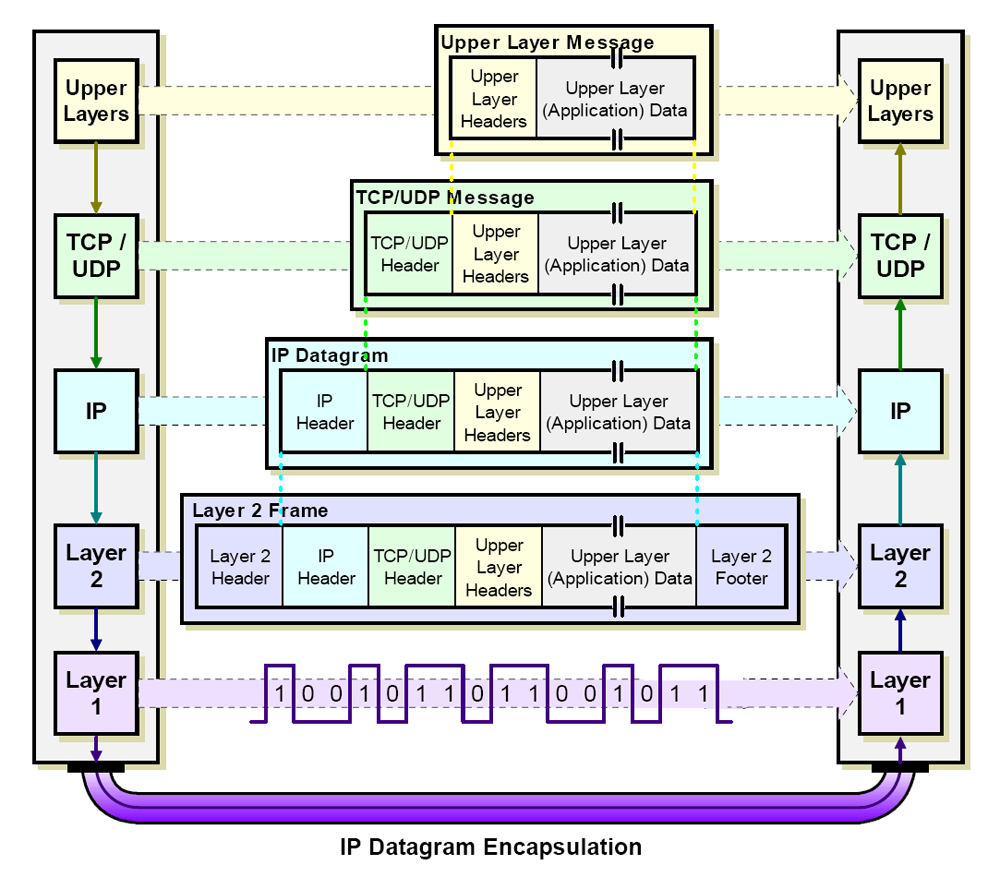 Upper Layer Message
Upper
Layers
Upper
Layer
Headers
Upper Layer
(Application) Data
Upper
Layers
TCP/UDP Message
TCP /
UDP
TCP/UDP
Header
Upper
Layer
Headers
Upper Layer
(Application) Data
TCP /
UDP
IP Datagram
IP
IP
Header
TCP/UDP
Header
Upper
Layer
Headers
Upper Layer
(Application) Data
IP
Layer 2 Frame
Layer
2
Layer 2
Header
IP
Header
TCP/UDP
Header
Upper
Layer
Headers
Upper Layer
(Application) Data
Layer 2
Footer
Layer
2
Layer
1
1 0 0 1 0 1 1 0 1 1 0 0 1 0 1 1
Layer
1
IP Datagram Encapsulation